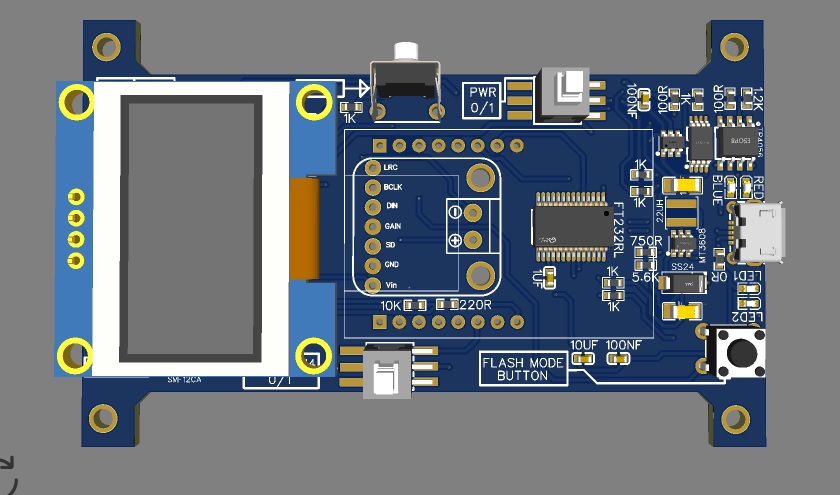 PWR
0/1
1K
100NF
100R
1K
100R
1.2K
TP4056
ESOP8
1K
1K
BLUE
RED
LRC
BCLK
DIN
GAIN
SD
GND
Vin
FT232RL
22UH
MT3608
750R
5.6K
SS24
0R
LED1
LED2
1UF
1K
1K
10K
220R
10UF
100NF
FLASH MODE
BUTTON
SMF12CA
0/1